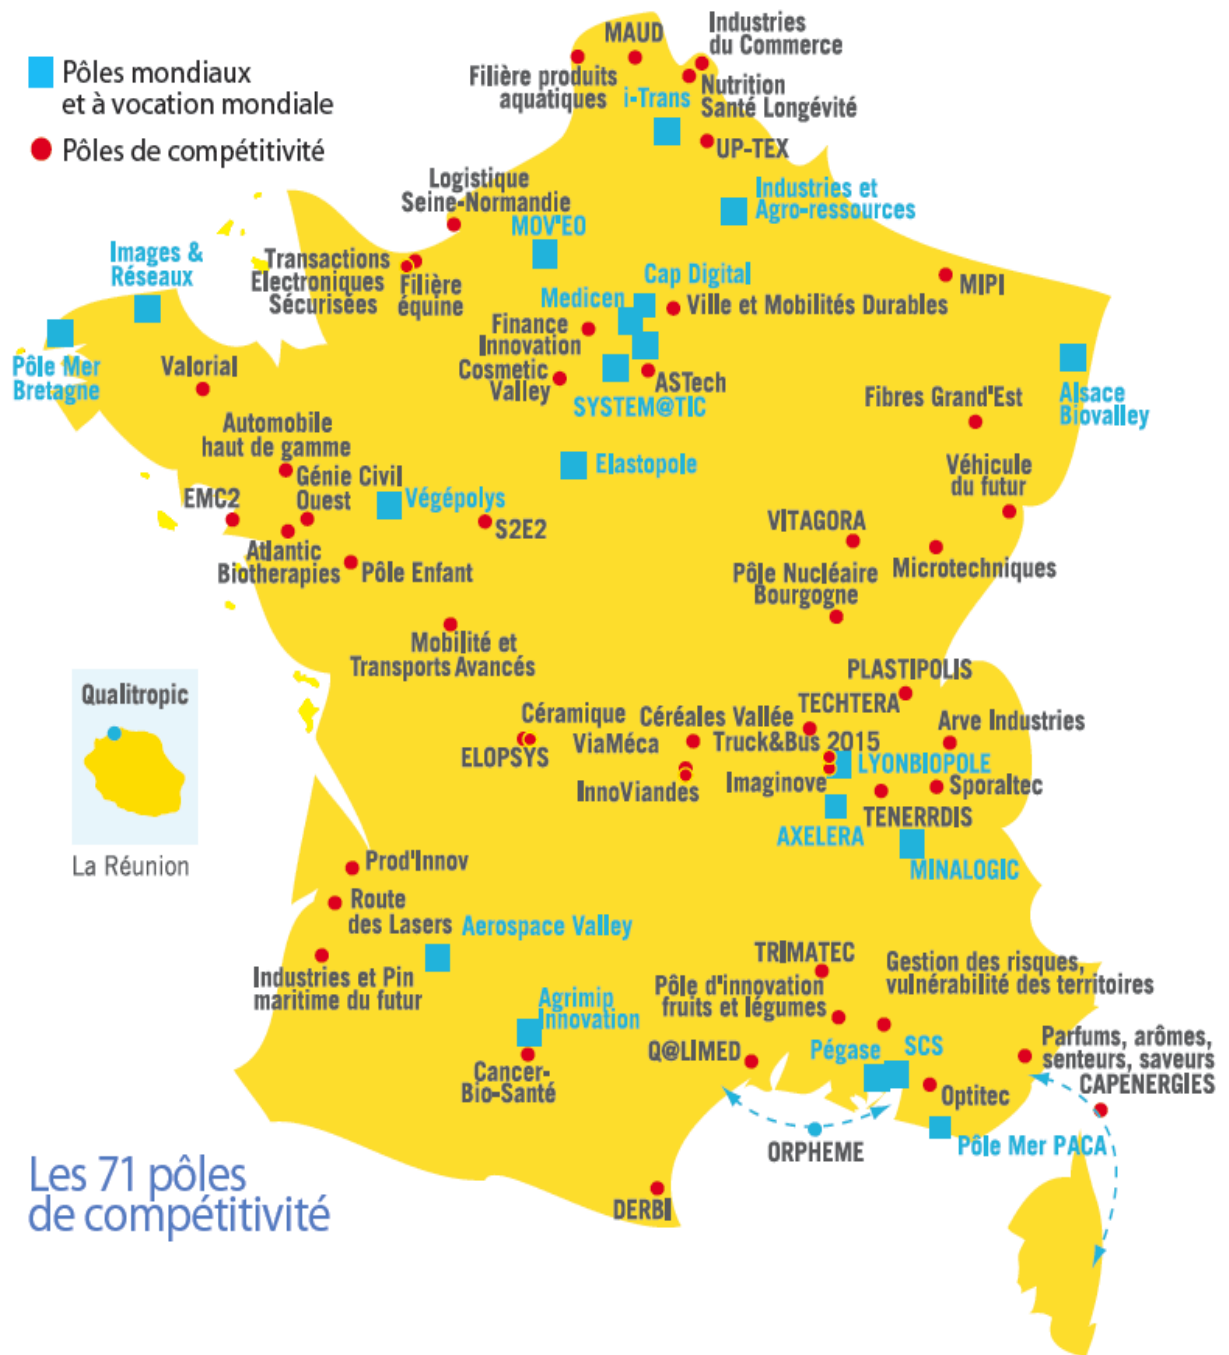 Pôles mondiaux
et à vocation mondiale
Pôles de compétitivité
MAUD
Industries
du Commerce
Filière produits
aquatiques
i-Trans
Nutrition
Santé Longévité
UP-TEX
Logistique
Seine-Normandie
MOV'EO
Industries et
Agro-ressources
Images &
Réseaux
Transactions
Electroniques
Sécurisées
Filière
équine
Cap Digital
Medicen
Ville et Mobilités Durables
MIPI
Finance
Innovation
Cosmetic
Valley
ASTech
SYSTEM@TIC
Pôle Mer
Bretagne
Valorial
Alsace
Biovalley
Fibres Grand'Est
Automobile
haut de gamme
Génie Civil
Ouest
Elastopole
Véhicule
du futur
EMC2
Végépolys
S2E2
VITAGORA
Atlantic
Biotherapies
Pôle Enfant
Pôle Nucléaire
Bourgogne
Microtechniques
Mobilité et
Transports Avancés
PLASTIPOLIS
Qualitropic
TECHTERA
Céramique
Céréales Vallée
Arve Industries
ELOPSYS
ViaMéca
Truck&Bus 2015
LYONBIOPOLE
InnoViandes
Imaginove
Sporaltec
TENERRDIS
AXELERA
MINALOGIC
La Réunion
Prod'Innov
Route
des Lasers
Aerospace Valley
Industries et Pin
maritime du futur
TRIMATEC
Gestion des risques,
vulnérabilité des territoires
Pôle d'innovation
fruits et légumes
Agrimip
Innovation
Q@LIMED
Pégase
SCS
Parfums, arômes,
senteurs, saveurs
CAPENERGIES
Cancer-
Bio-Santé
Optitec
ORPHEME
Pôle Mer PACA
DERBI
Les 71 pôles
de compétitivité